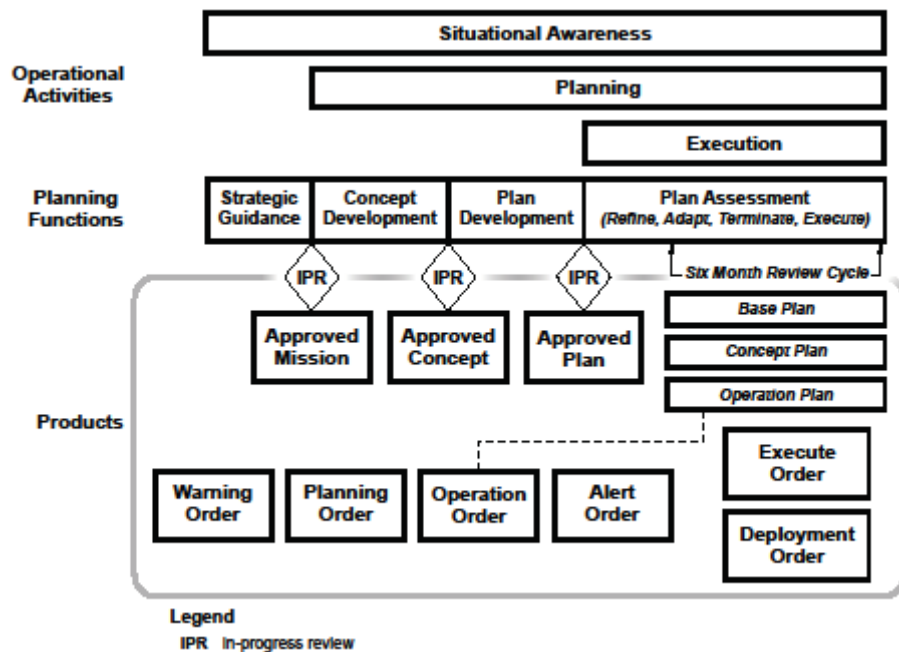 Situational Awareness
Operational
Activities
Planning
Execution
Planning
Functions
Strategic
Guidance
Concept
Development
Plan
Development
Plan Assessment
(Refine, Adapt, Terminate, Execute)
IPR
IPR
IPR
Six Month Review Cycle
Approved
Mission
Approved
Concept
Approved
Plan
Base Plan
Concept Plan
Operation Plan
Products
Warning
Order
Planning
Order
Operation
Order
Alert
Order
Execute
Order
Deployment
Order
Legend
IPR In-progress review